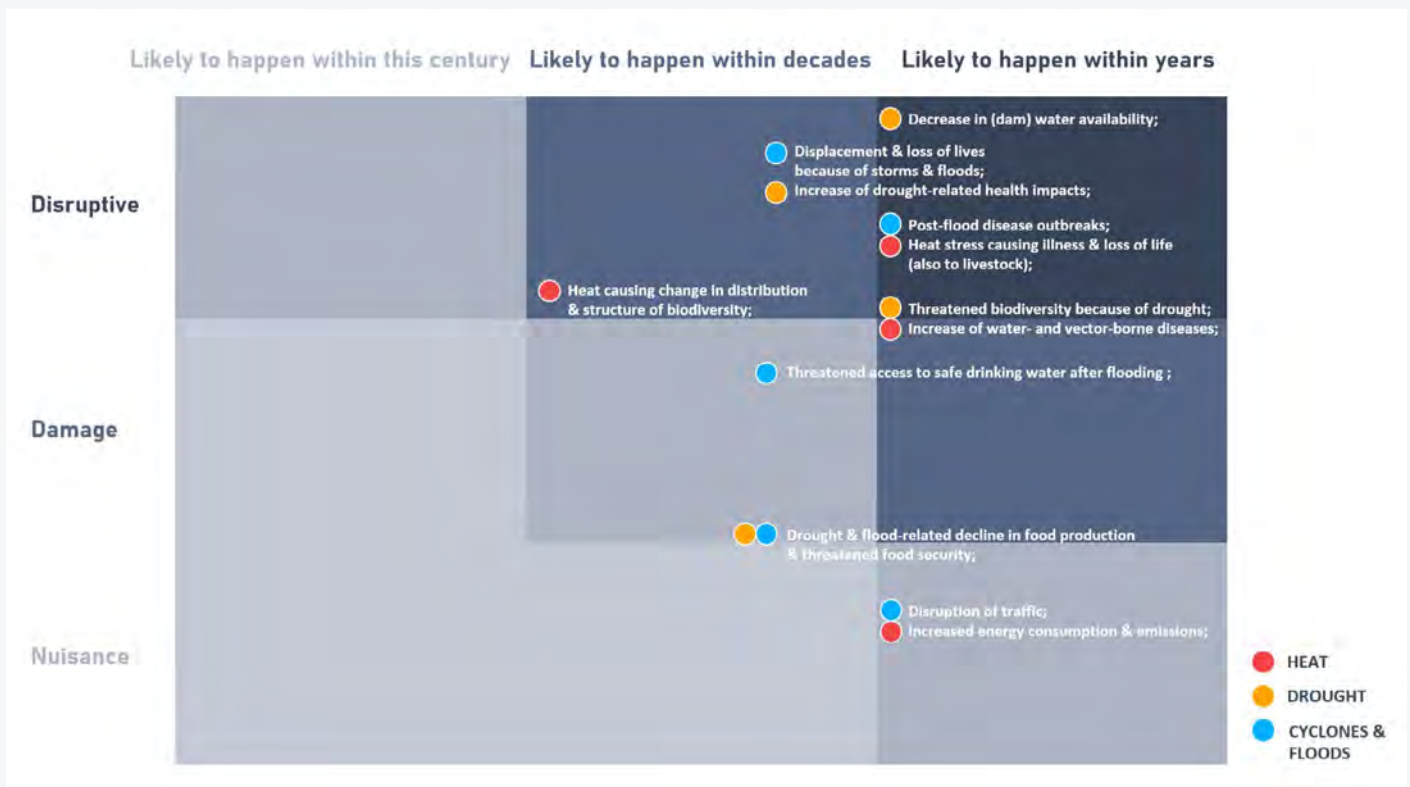 Likely to happen within this century
Likely to happen within decades
Likely to happen within years
Disruptive
Decrease in (dam) water availability;
Displacement & loss of lives
because of storms & floods;
Increase of drought-related health impacts;
Post-flood disease outbreaks;
Heat stress causing illness & loss of life
(also to livestock);
Heat causing change in distribution
& structure of biodiversity;
Threatened biodiversity because of drought;
Increase of water- and vector-borne diseases;
Damage
Threatened access to safe drinking water after flooding ;
Drought & flood-related decline in food production
& threatened food security;
Nuisance
Disruption of traffic;
Increased energy consumption & emissions;
HEAT
DROUGHT
CYCLONES &
FLOODS